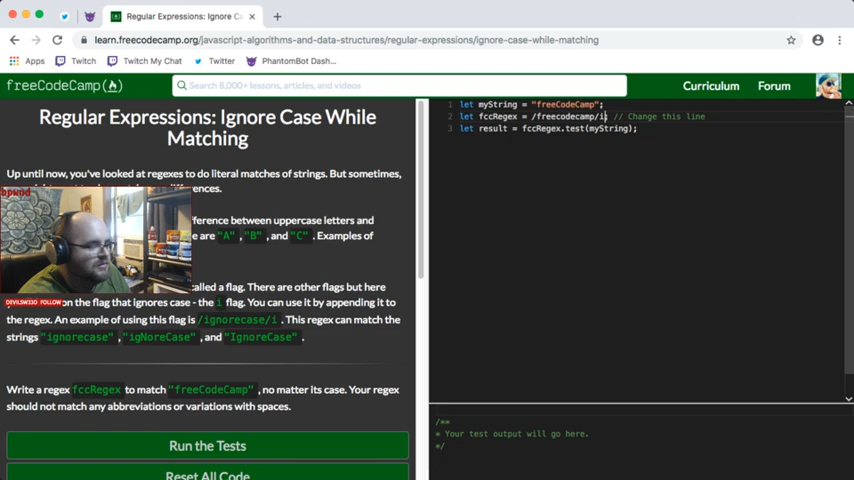 Regular Expressions: Ignore Ca
learn.freecodecamp.org/javascript-algorithms-and-data-structures/regular-expressions/ignore-case-while-matching
Apps Twitch Twitch My Chat Twitter PhantomBot Dash...
freeCodeCamp Search 8,000+ lessons, articles, and videos Curriculum Forum
Regular Expressions: Ignore Case While
Matching
Up until now, you've looked at regexes to do literal matches of strings. But sometimes,
ences.
fference between uppercase letters and
e are "A", "B", and "C". Examples of
called a flag. There are other flags but here
on the flag that ignores case - the i flag. You can use it by appending it to
the regex. An example of using this flag is /ignorecase/i. This regex can match the
strings "ignorecase", "igNoreCase", and "IgnoreCase".
Write a regex fccRegex to match "freeCodeCamp", no matter its case. Your regex
should not match any abbreviations or variations with spaces.
Run the Tests
Reset All Code
DEVILSW33D FOLLOW
1 let myString = "freeCodeCamp";
2 let fccRegex = /freecodecamp/i; // Change this line
3 let result = fccRegex.test(myString);
/**
* Your test output will go here.
*/